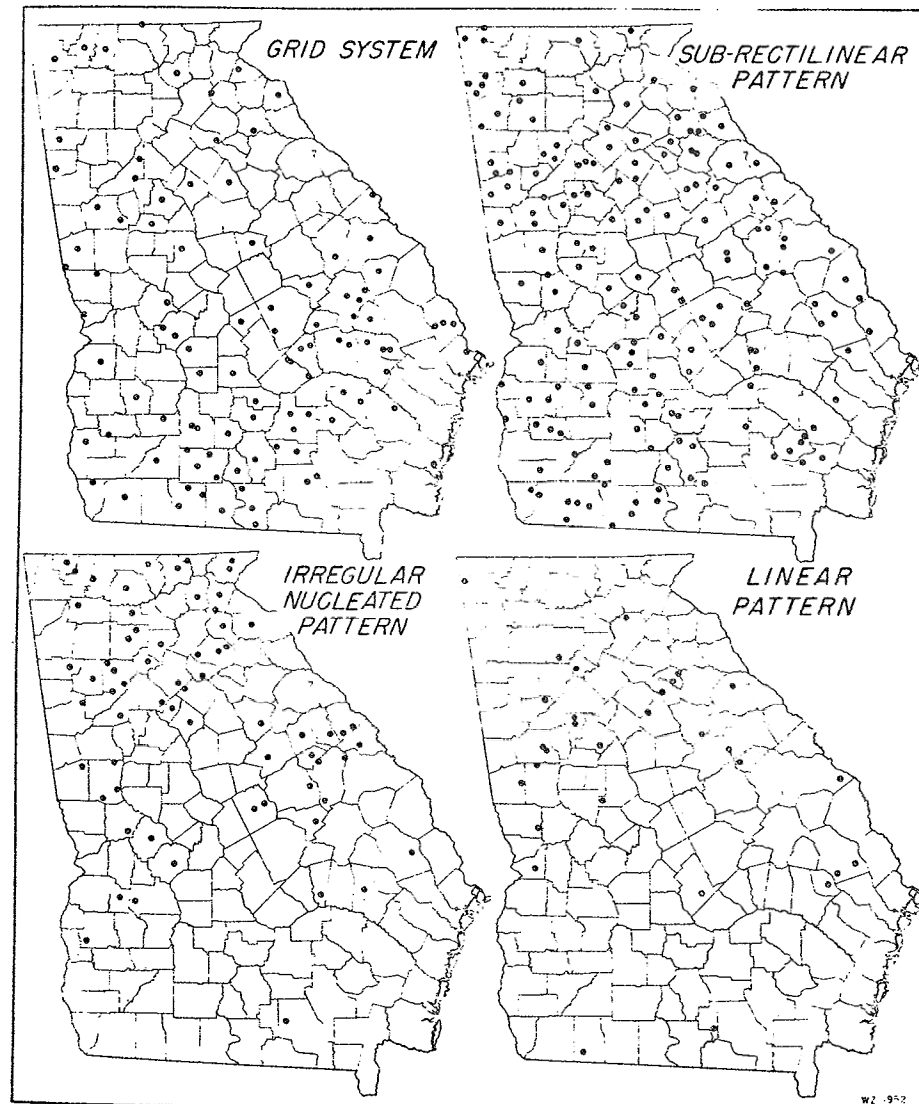 GRID SYSTEM
SUB-RECTILINEAR
PATTERN
IRREGULAR
NUCLEATED
PATTERN
LINEAR
PATTERN